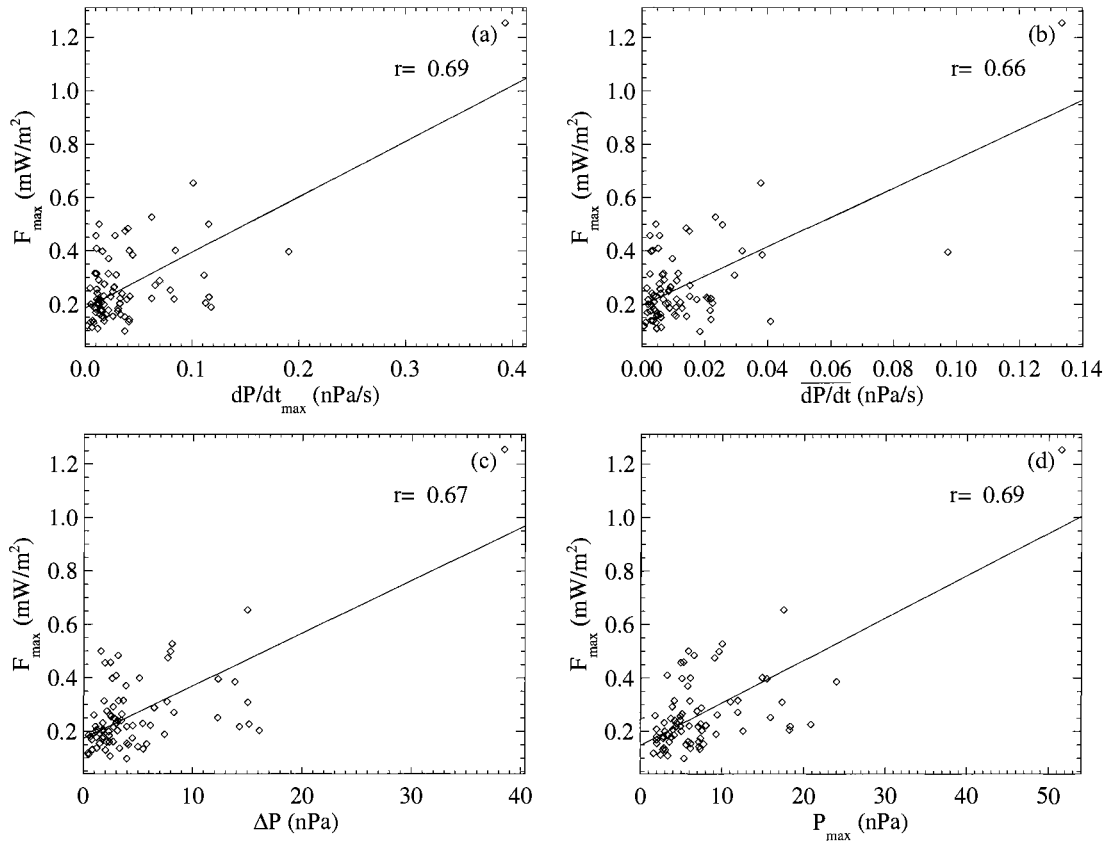 (a)
r= 0.69
1.2
1.0
0.8
0.6
0.4
0.2
F_max (mW/m²)
0.0 0.1 0.2 0.3 0.4
dP/dt_max (nPa/s)
(b)
r= 0.66
1.2
1.0
0.8
0.6
0.4
0.2
F_max (mW/m²)
0.00 0.02 0.04 0.06 0.08 0.10 0.12 0.14
dP/dt (nPa/s)
(c)
r= 0.67
1.2
1.0
0.8
0.6
0.4
0.2
F_max (mW/m²)
0 10 20 30 40
ΔP (nPa)
(d)
r= 0.69
1.2
1.0
0.8
0.6
0.4
0.2
F_max (mW/m²)
0 10 20 30 40 50
P_max (nPa)